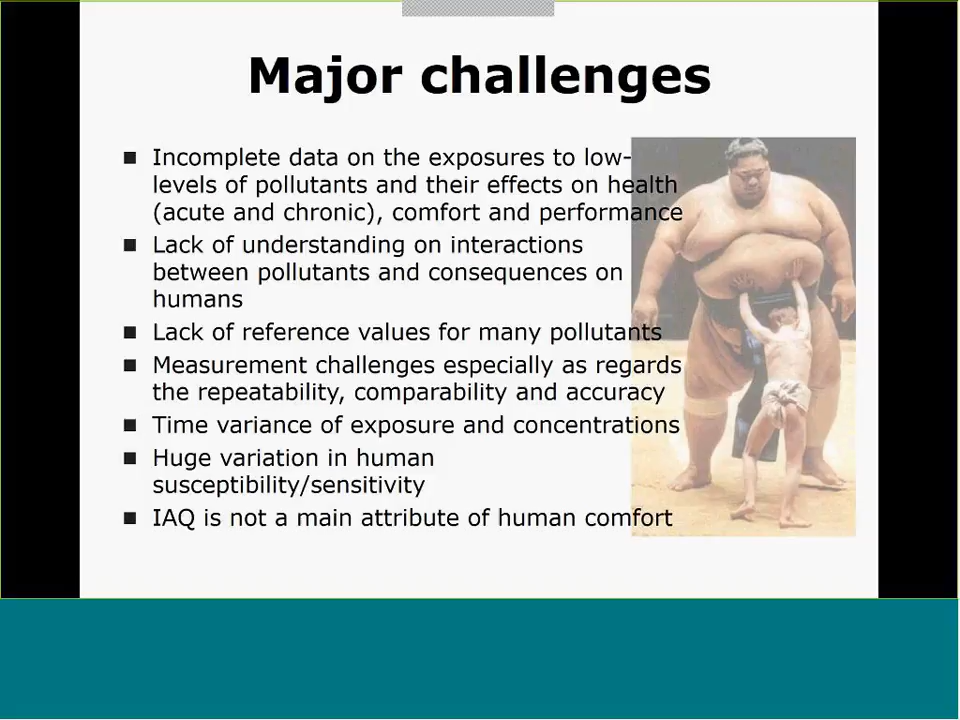 Major challenges
Incomplete data on the exposures to low-
levels of pollutants and their effects on health
(acute and chronic), comfort and performance
Lack of understanding on interactions
between pollutants and consequences on
humans
Lack of reference values for many pollutants
Measurement challenges especially as regards
the repeatability, comparability and accuracy
Time variance of exposure and concentrations
Huge variation in human
susceptibility/sensitivity
IAQ is not a main attribute of human comfort